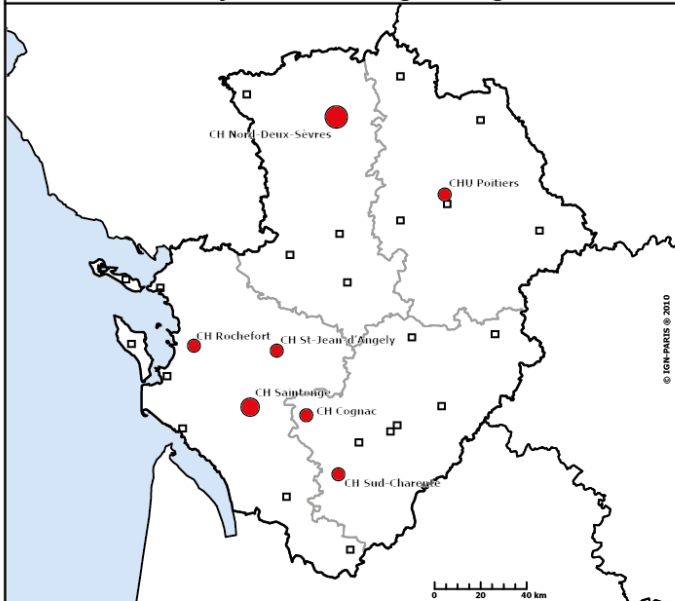 CH Nord-Deux-Sèvres
CHU Poitiers
CH Rochefort
CH St-Jean-d'Angely
CH Saintonge
CH Cognac
CH Sud-Charente
© IGN-PARIS ® 2010
0 20 40 km